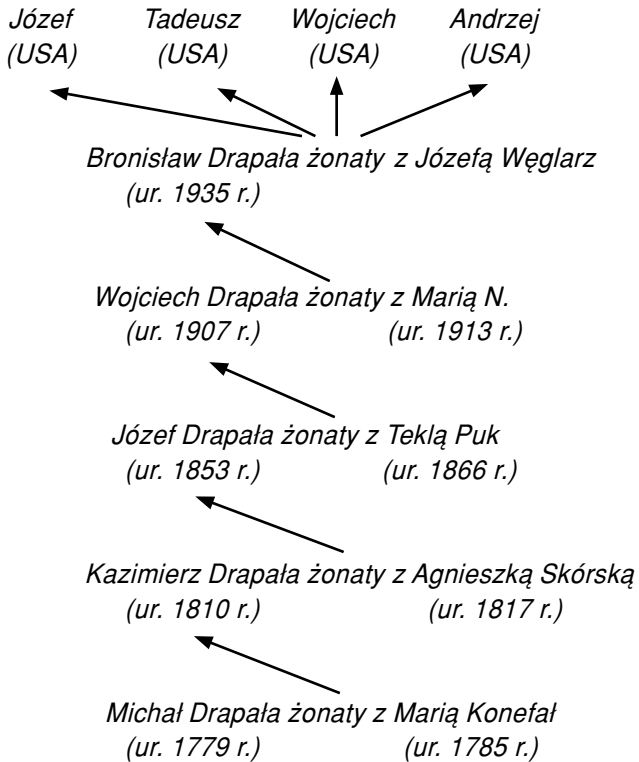 Józef Tadeusz Wojciech Andrzej
(USA) (USA) (USA) (USA)
Bronisław Drapała żonaty z Józefą Węglarz
(ur. 1935 r.)
Wojciech Drapała żonaty z Marią N.
(ur. 1907 r.) (ur. 1913 r.)
Józef Drapała żonaty z Teklą Puk
(ur. 1853 r.) (ur. 1866 r.)
Kazimierz Drapała żonaty z Agnieszką Skórską
(ur. 1810 r.) (ur. 1817 r.)
Michał Drapała żonaty z Marią Konefał
(ur. 1779 r.) (ur. 1785 r.)